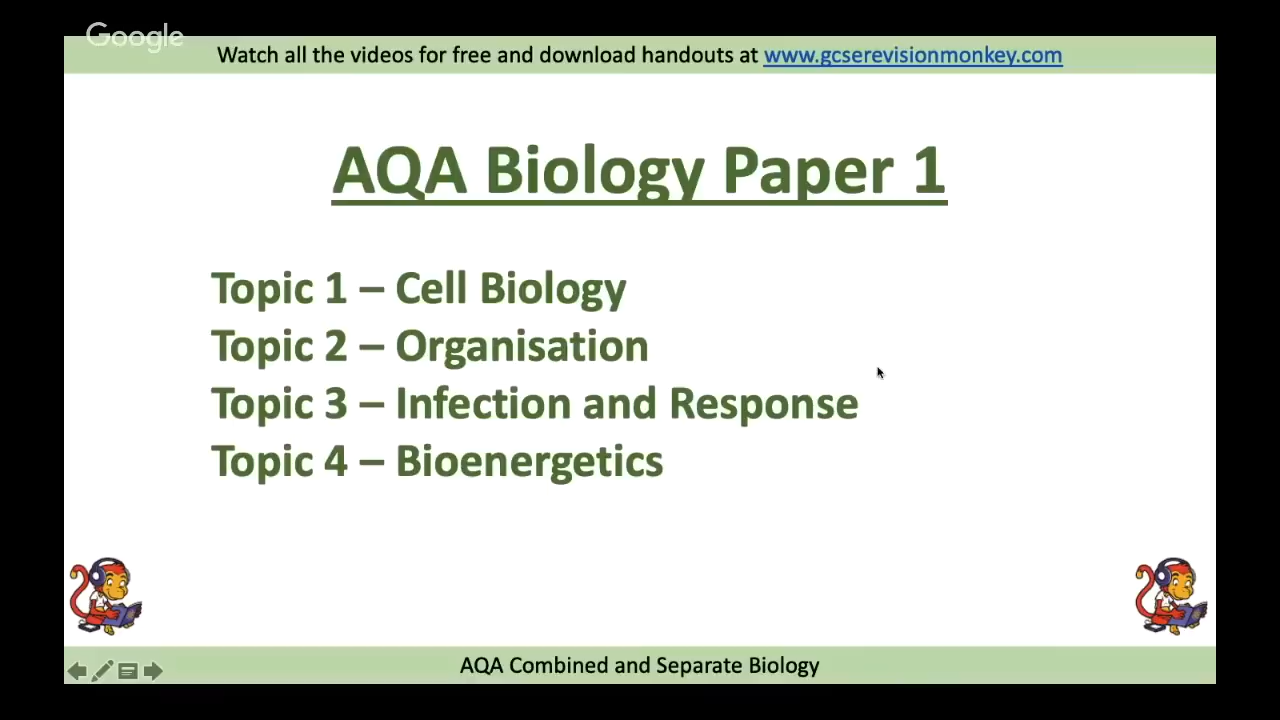 Google
Watch all the videos for free and download handouts at www.gcserevisionmonkey.com
AQA Biology Paper 1
Topic 1 – Cell Biology
Topic 2 – Organisation
Topic 3 – Infection and Response
Topic 4 – Bioenergetics
AQA Combined and Separate Biology